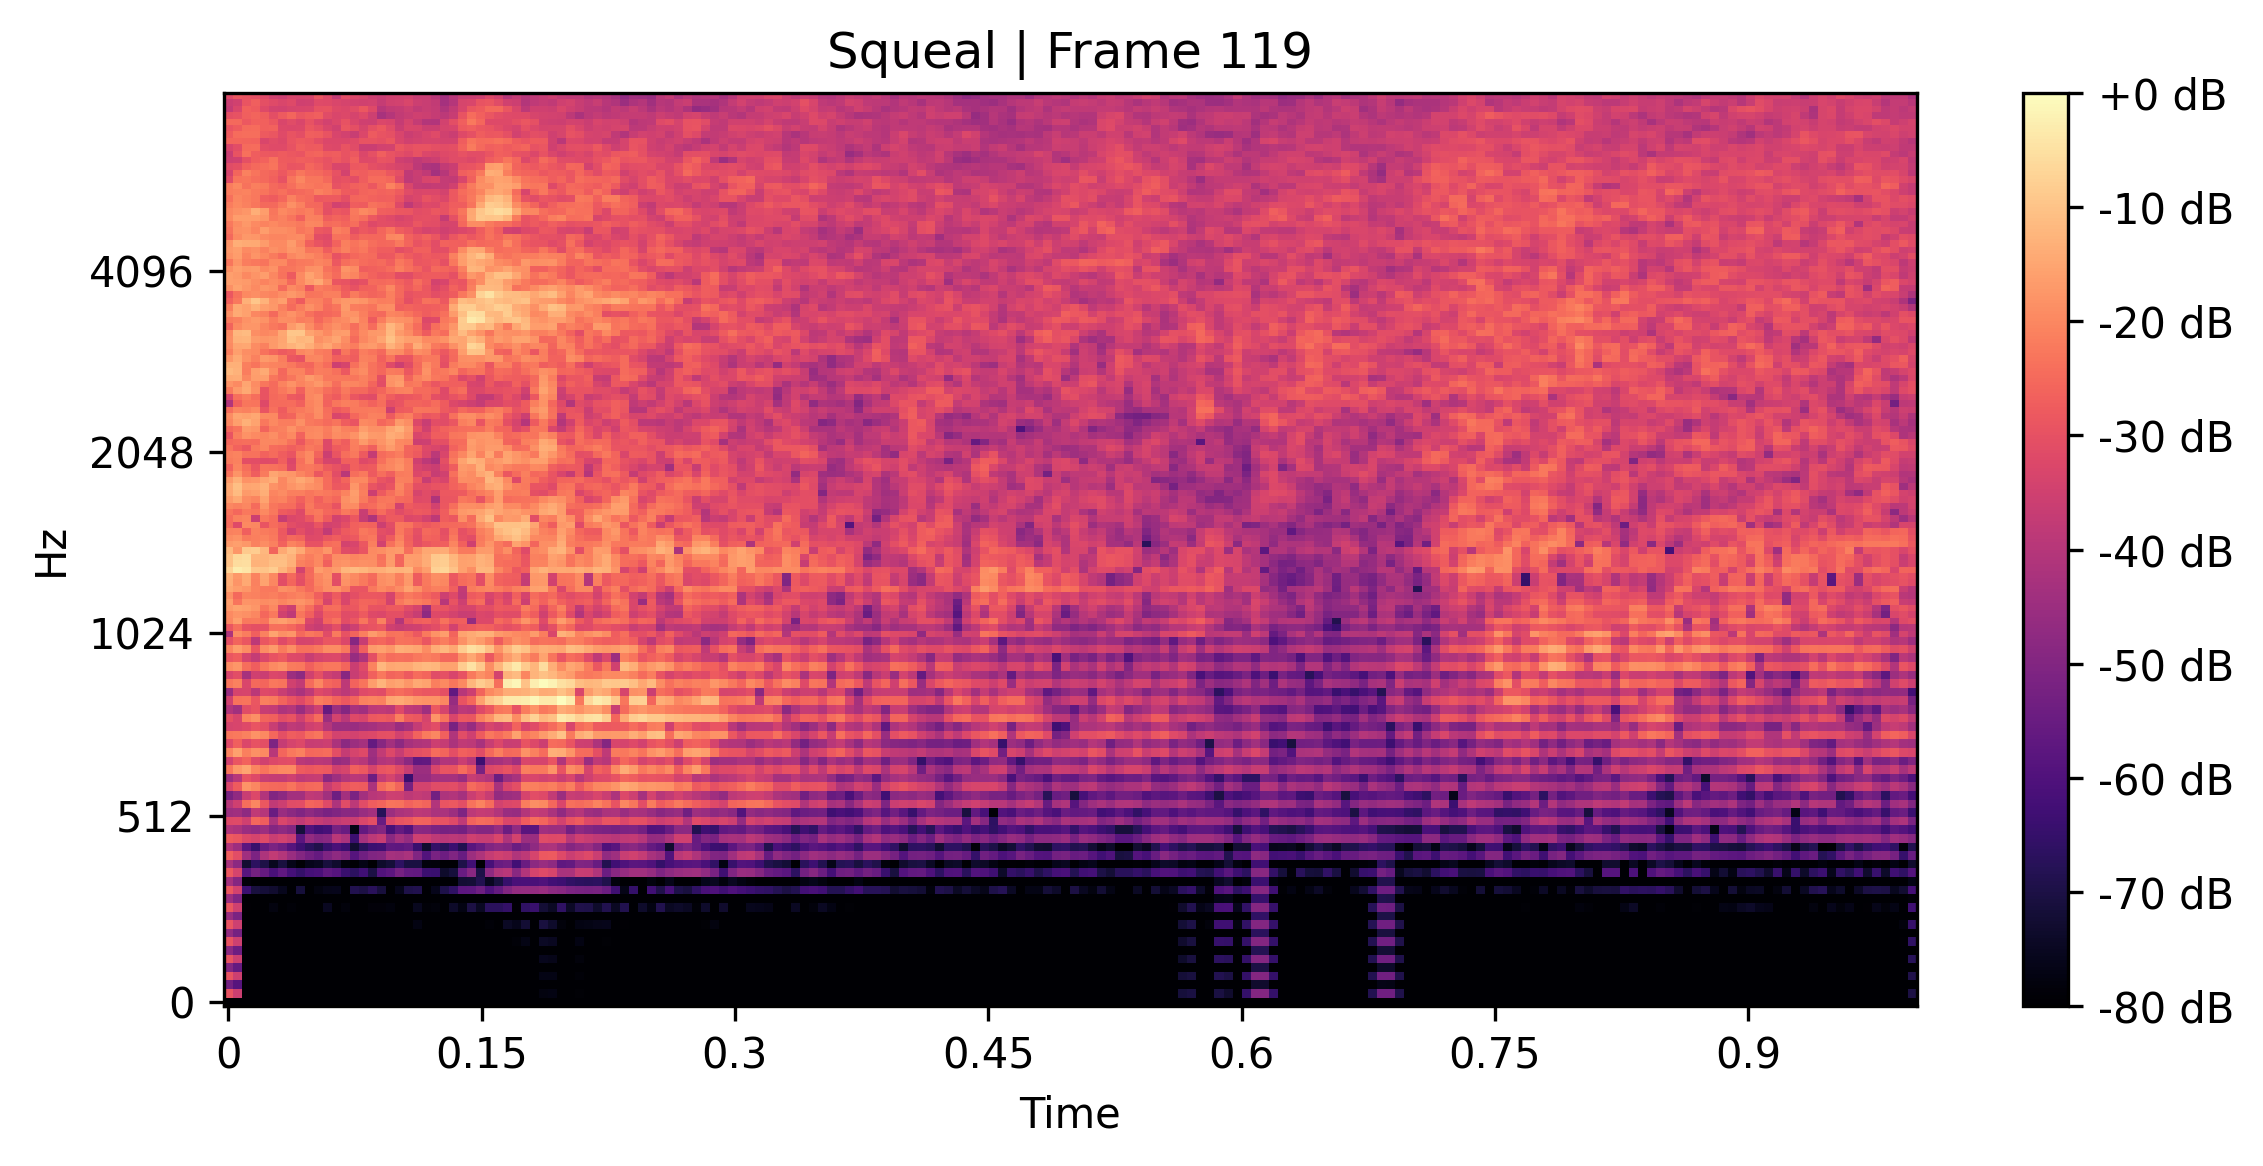 Squeal | Frame 119
+0 dB
-10 dB
-20 dB
-30 dB
-40 dB
-50 dB
-60 dB
-70 dB
-80 dB
Hz
4096
2048
1024
512
0
0 0.15 0.3 0.45 0.6 0.75 0.9
Time